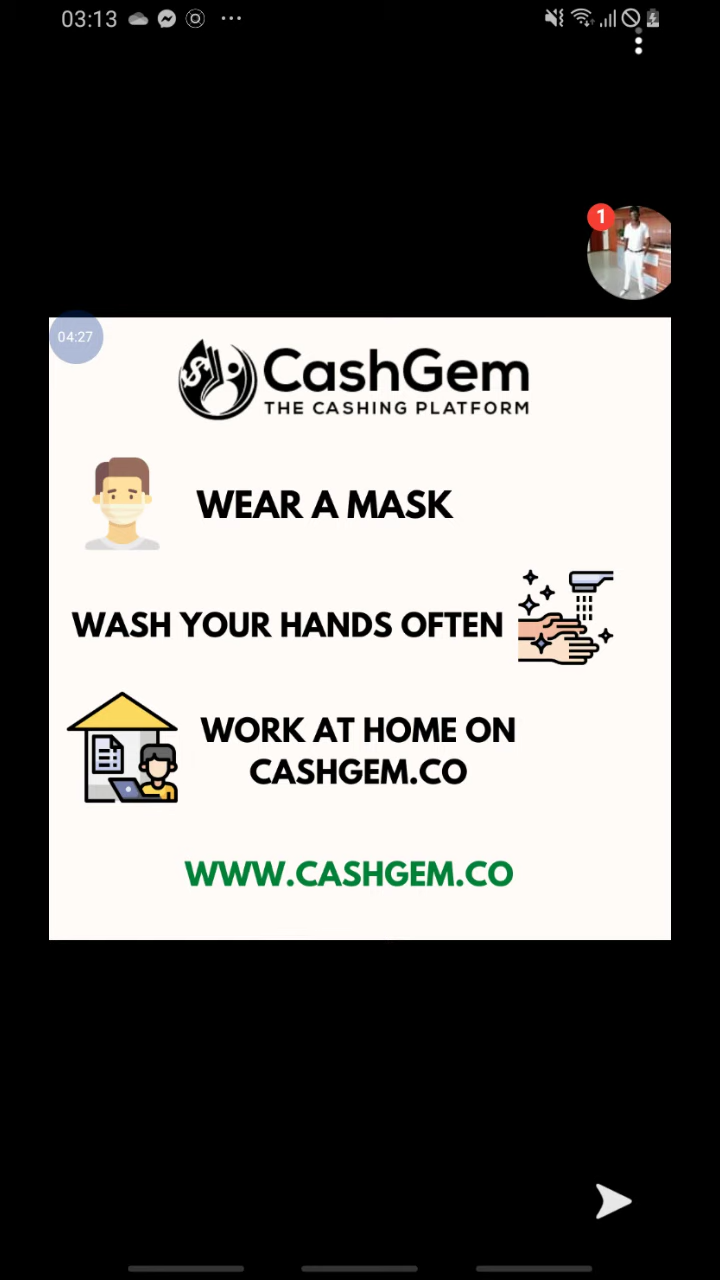 03:13
1
04:27
CashGem
THE CASHING PLATFORM
WEAR A MASK
WASH YOUR HANDS OFTEN
WORK AT HOME ON
CASHGEM.CO
WWW.CASHGEM.CO